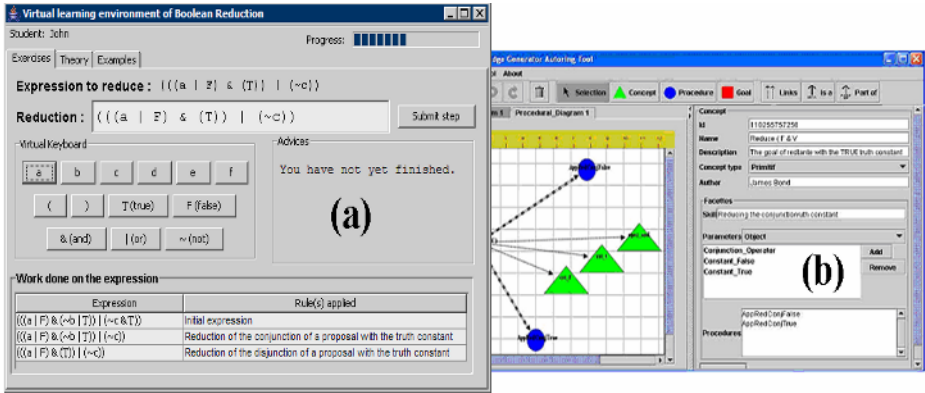 Virtual learning environment of Boolean Reduction
Student: John
Progress:
Exercises Theory Examples
Expression to reduce : (((a | F) & (T)) | (~c))
Reduction : (((a | F) & (T)) | (~c)) Submit step
Virtual Keyboard
a b c d e f
( ) T(true) F(false)
& (and) | (or) ~ (not)
Advices
You have not yet finished.
(a)
Work done on the expression
Expression Rule(s) applied
(((a | F) & (~b | T)) | (~c & T)) Initial expression
(((a | F) & (~b | T)) | (~c)) Reduction of the conjunction of a proposal with the truth constant
(((a | F) & (T)) | (~c)) Reduction of the disjunction of a proposal with the truth constant
Generator Autoring Tool
About
Selection Concept Procedure Goal Links Is a Part of
Procedural_Diagram 1
Concept
Id 110255757250
Name Reduce
Description The goal of with the TRUE truth constant
Concept type Primitif
Author James Bond
Facettes
Skill Reducing the
Parameters Object
Conjunction_Operator
Constant_False
Constant_True
Add
Remove
(b)
Procedures
AppRedConjFalse
AppRedConjTrue